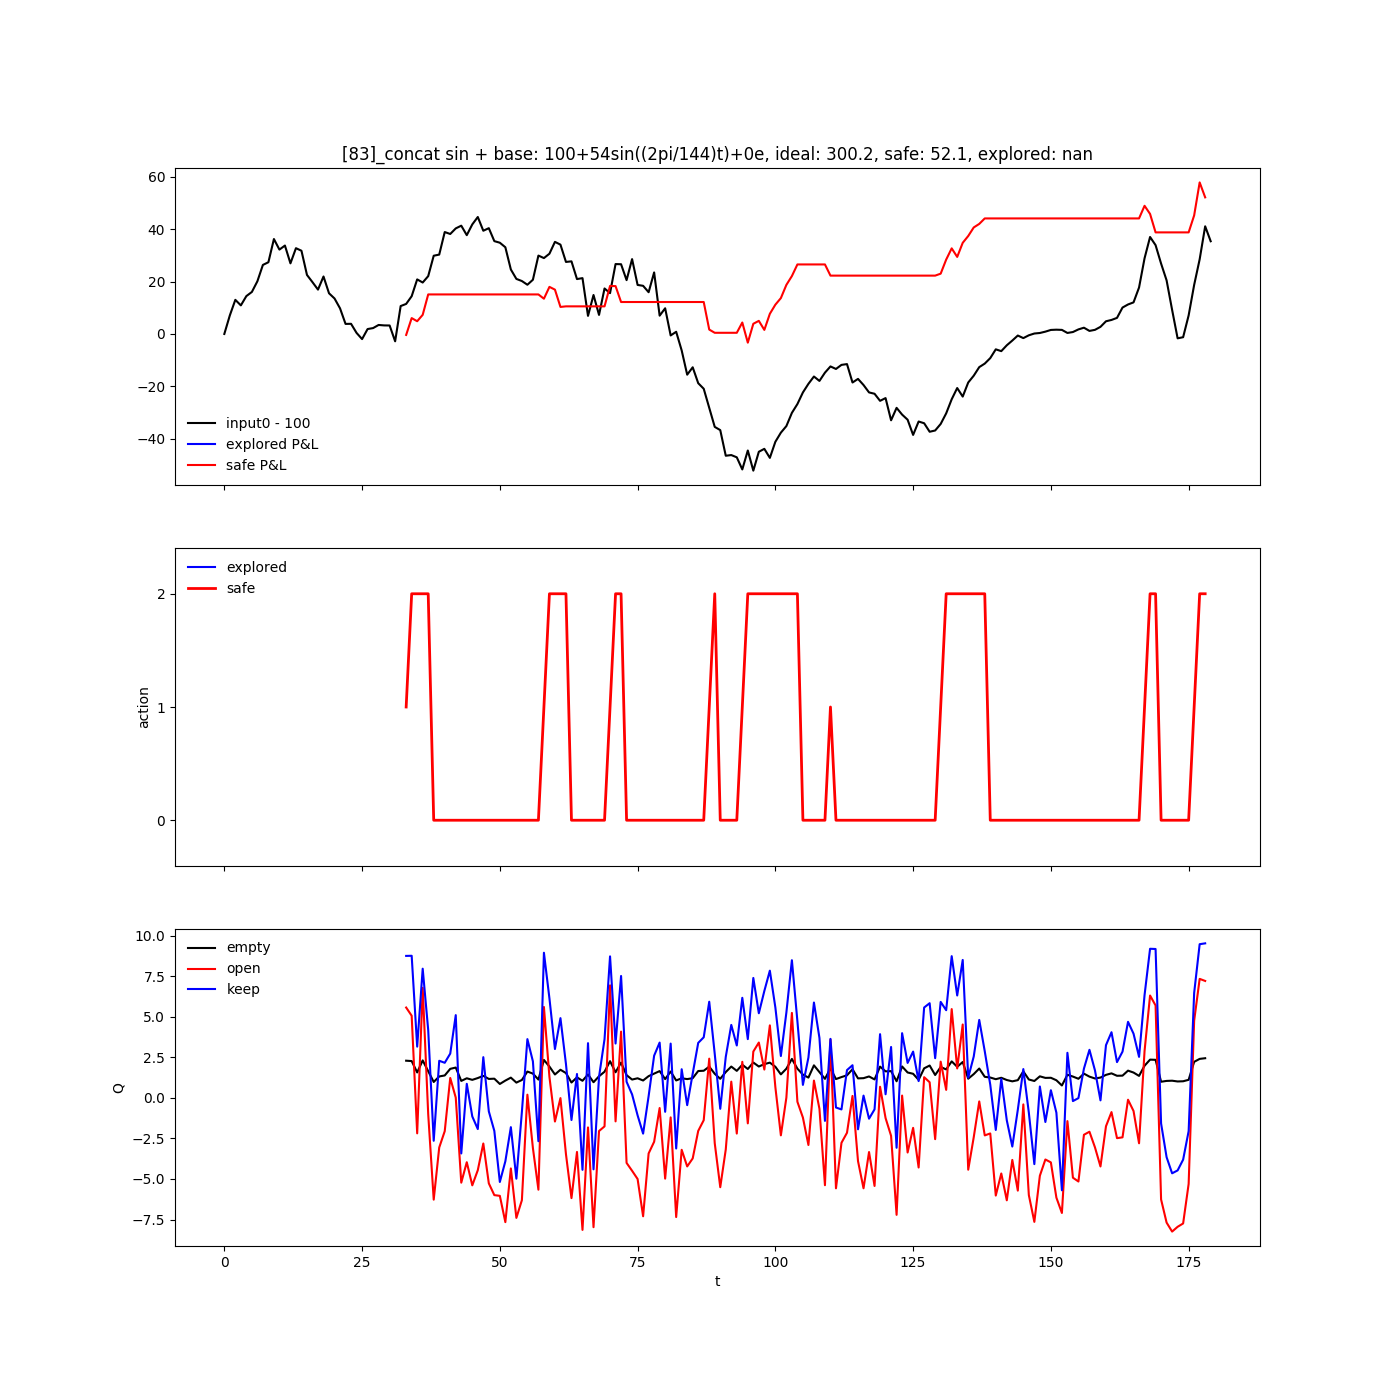 [83]_concat sin + base: 100+54sin((2pi/144)t)+0e, ideal: 300.2, safe: 52.1, explored: nan
60
40
20
0
−20
−40
input0 - 100
explored P&L
safe P&L
explored
safe
2
1
0
action
empty
open
keep
10.0
7.5
5.0
2.5
0.0
−2.5
−5.0
−7.5
Q
0 25 50 75 100 125 150 175
t